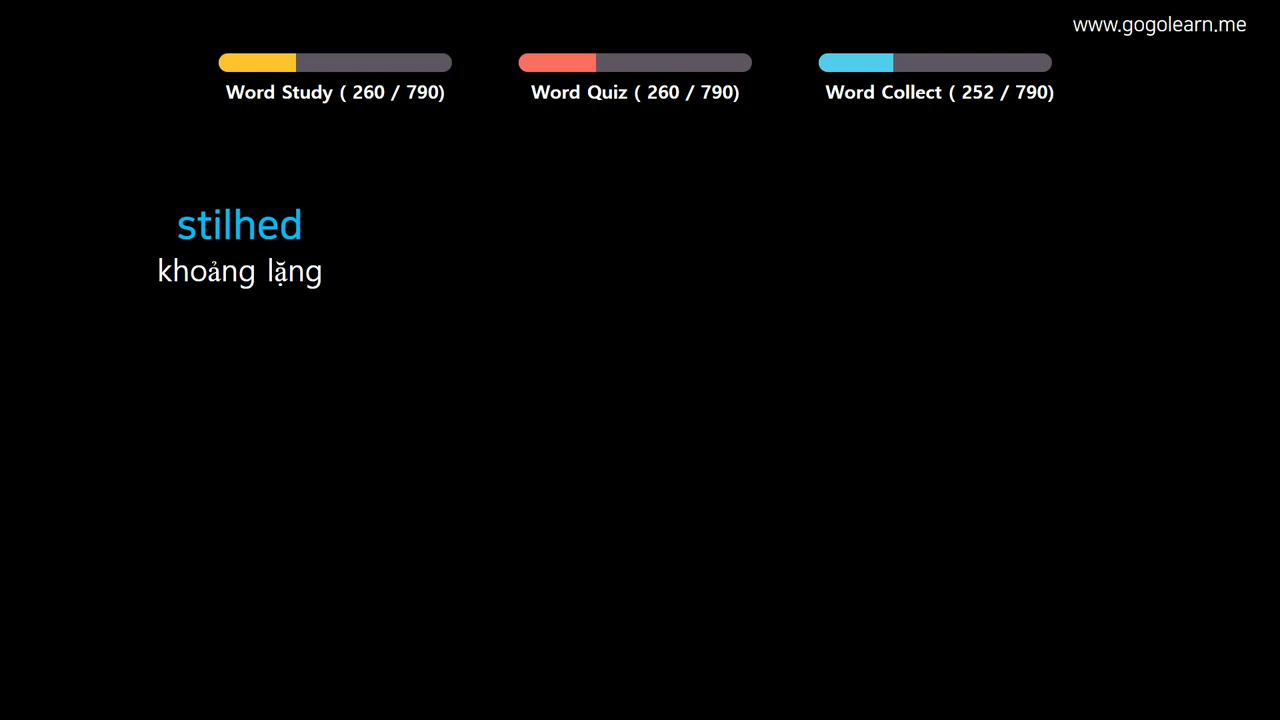 www.gogolearn.me
Word Study ( 260 / 790)
Word Quiz ( 260 / 790)
Word Collect ( 252 / 790)
stilhed
khoảng lặng